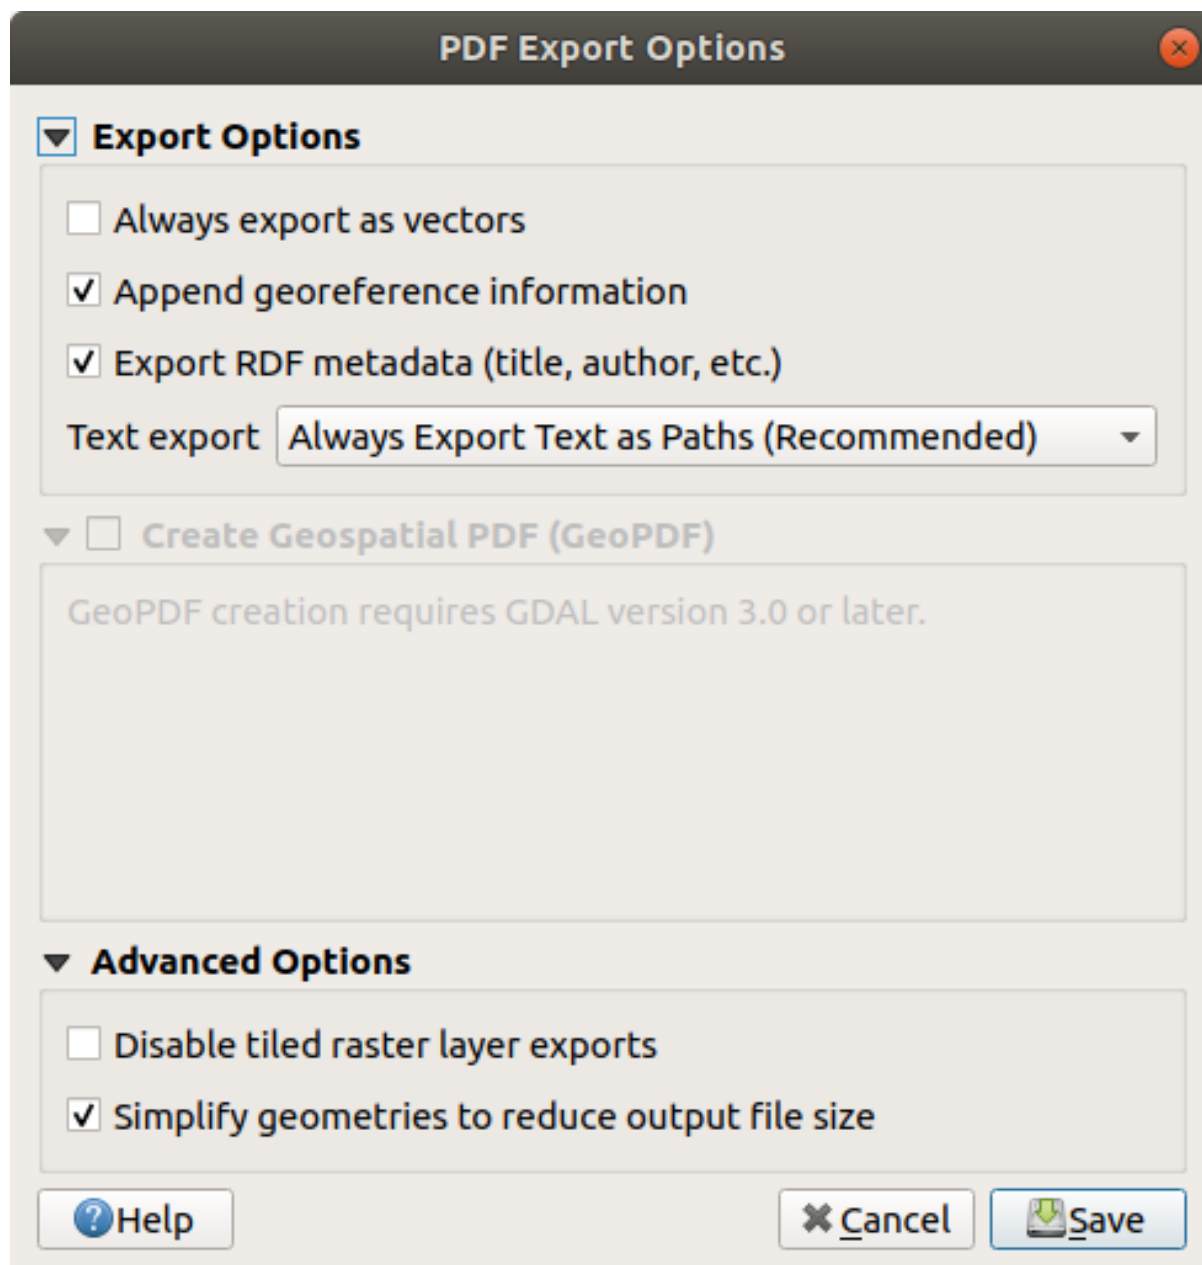 PDF Export Options
Export Options
Always export as vectors
Append georeference information
Export RDF metadata (title, author, etc.)
Text export Always Export Text as Paths (Recommended)
Create Geospatial PDF (GeoPDF)
GeoPDF creation requires GDAL version 3.0 or later.
Advanced Options
Disable tiled raster layer exports
Simplify geometries to reduce output file size
Help Cancel Save